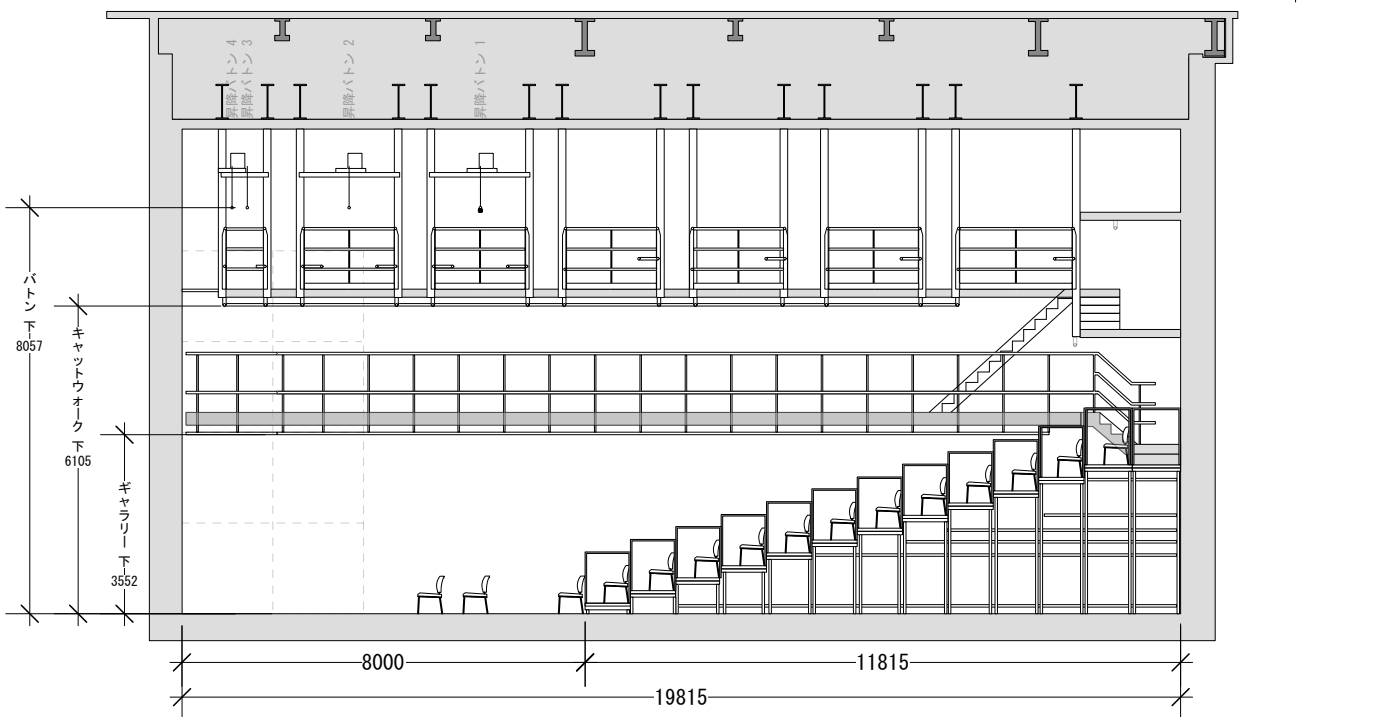 昇降バトン 4
昇降バトン 3
昇降バトン 2
昇降バトン 1
バトン 下
8057
キャットウォーク 下
6105
ギャラリー 下
3552
8000
11815
19815